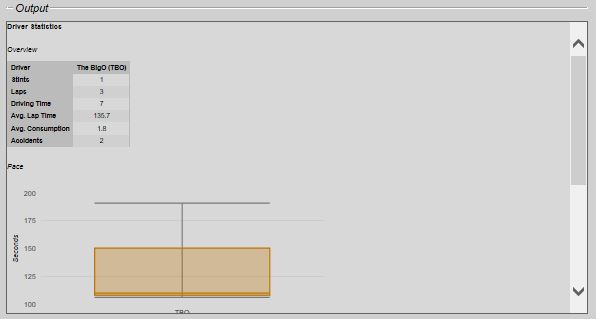 Output
Driver Statistics
Overview
Driver The BigO (TBO)
Stints 1
Laps 3
Driving Time 7
Avg. Lap Time 135.7
Avg. Consumption 1.8
Accidents 2
Pace
200
175
150
125
100
Seconds
TBO